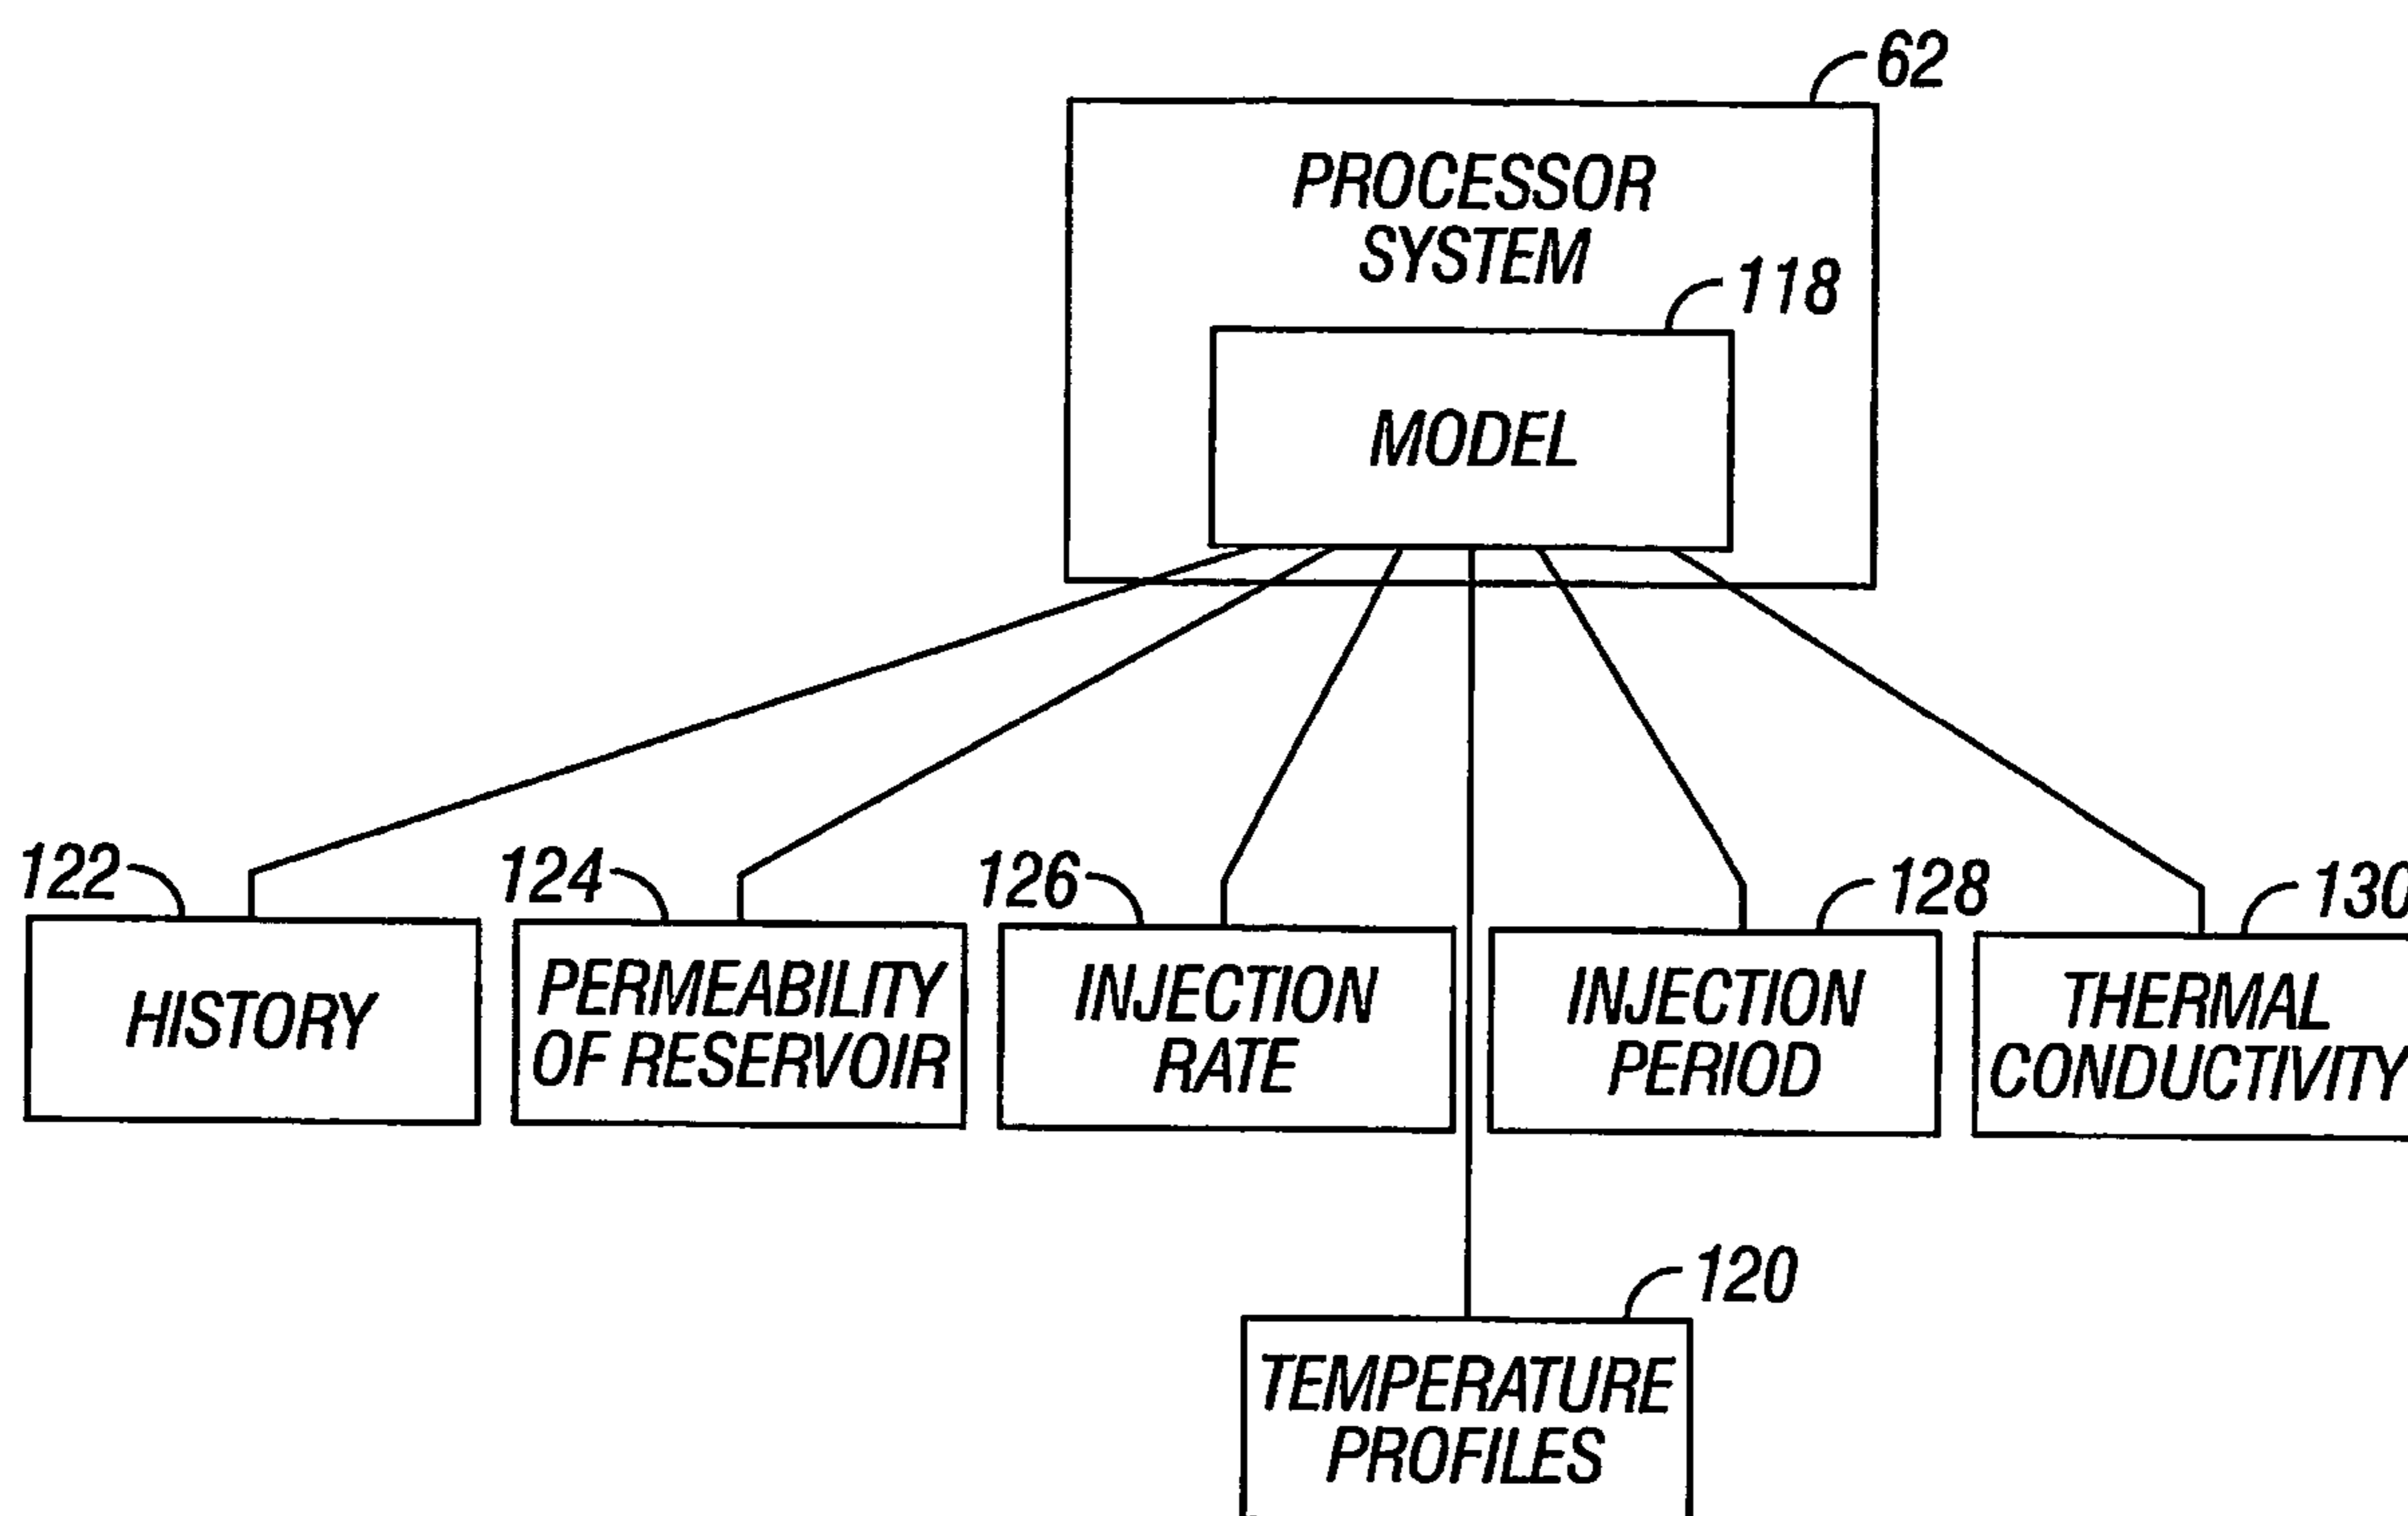 62
PROCESSOR
SYSTEM
118
MODEL
122
124
126
128
130
HISTORY
PERMEABILITY
OF RESERVOIR
INJECTION
RATE
INJECTION
PERIOD
THERMAL
CONDUCTIVITY
120
TEMPERATURE
PROFILES